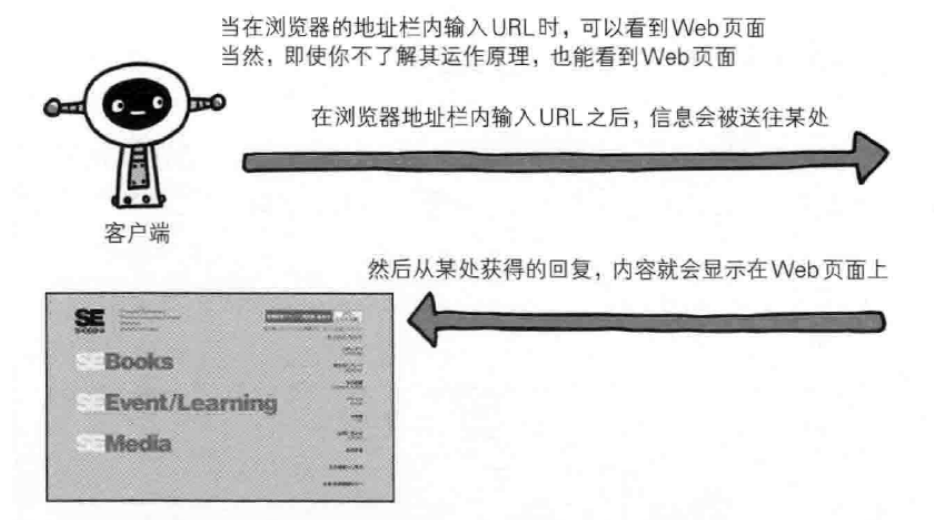 当在浏览器的地址栏内输入URL时，可以看到Web页面
当然，即使你不了解其运作原理，也能看到Web页面
在浏览器地址栏内输入URL之后，信息会被送往某处
客户端
然后从某处获得的回复，内容就会显示在Web页面上
SE
SEBooks
SEEvent/Learning
SEMedia